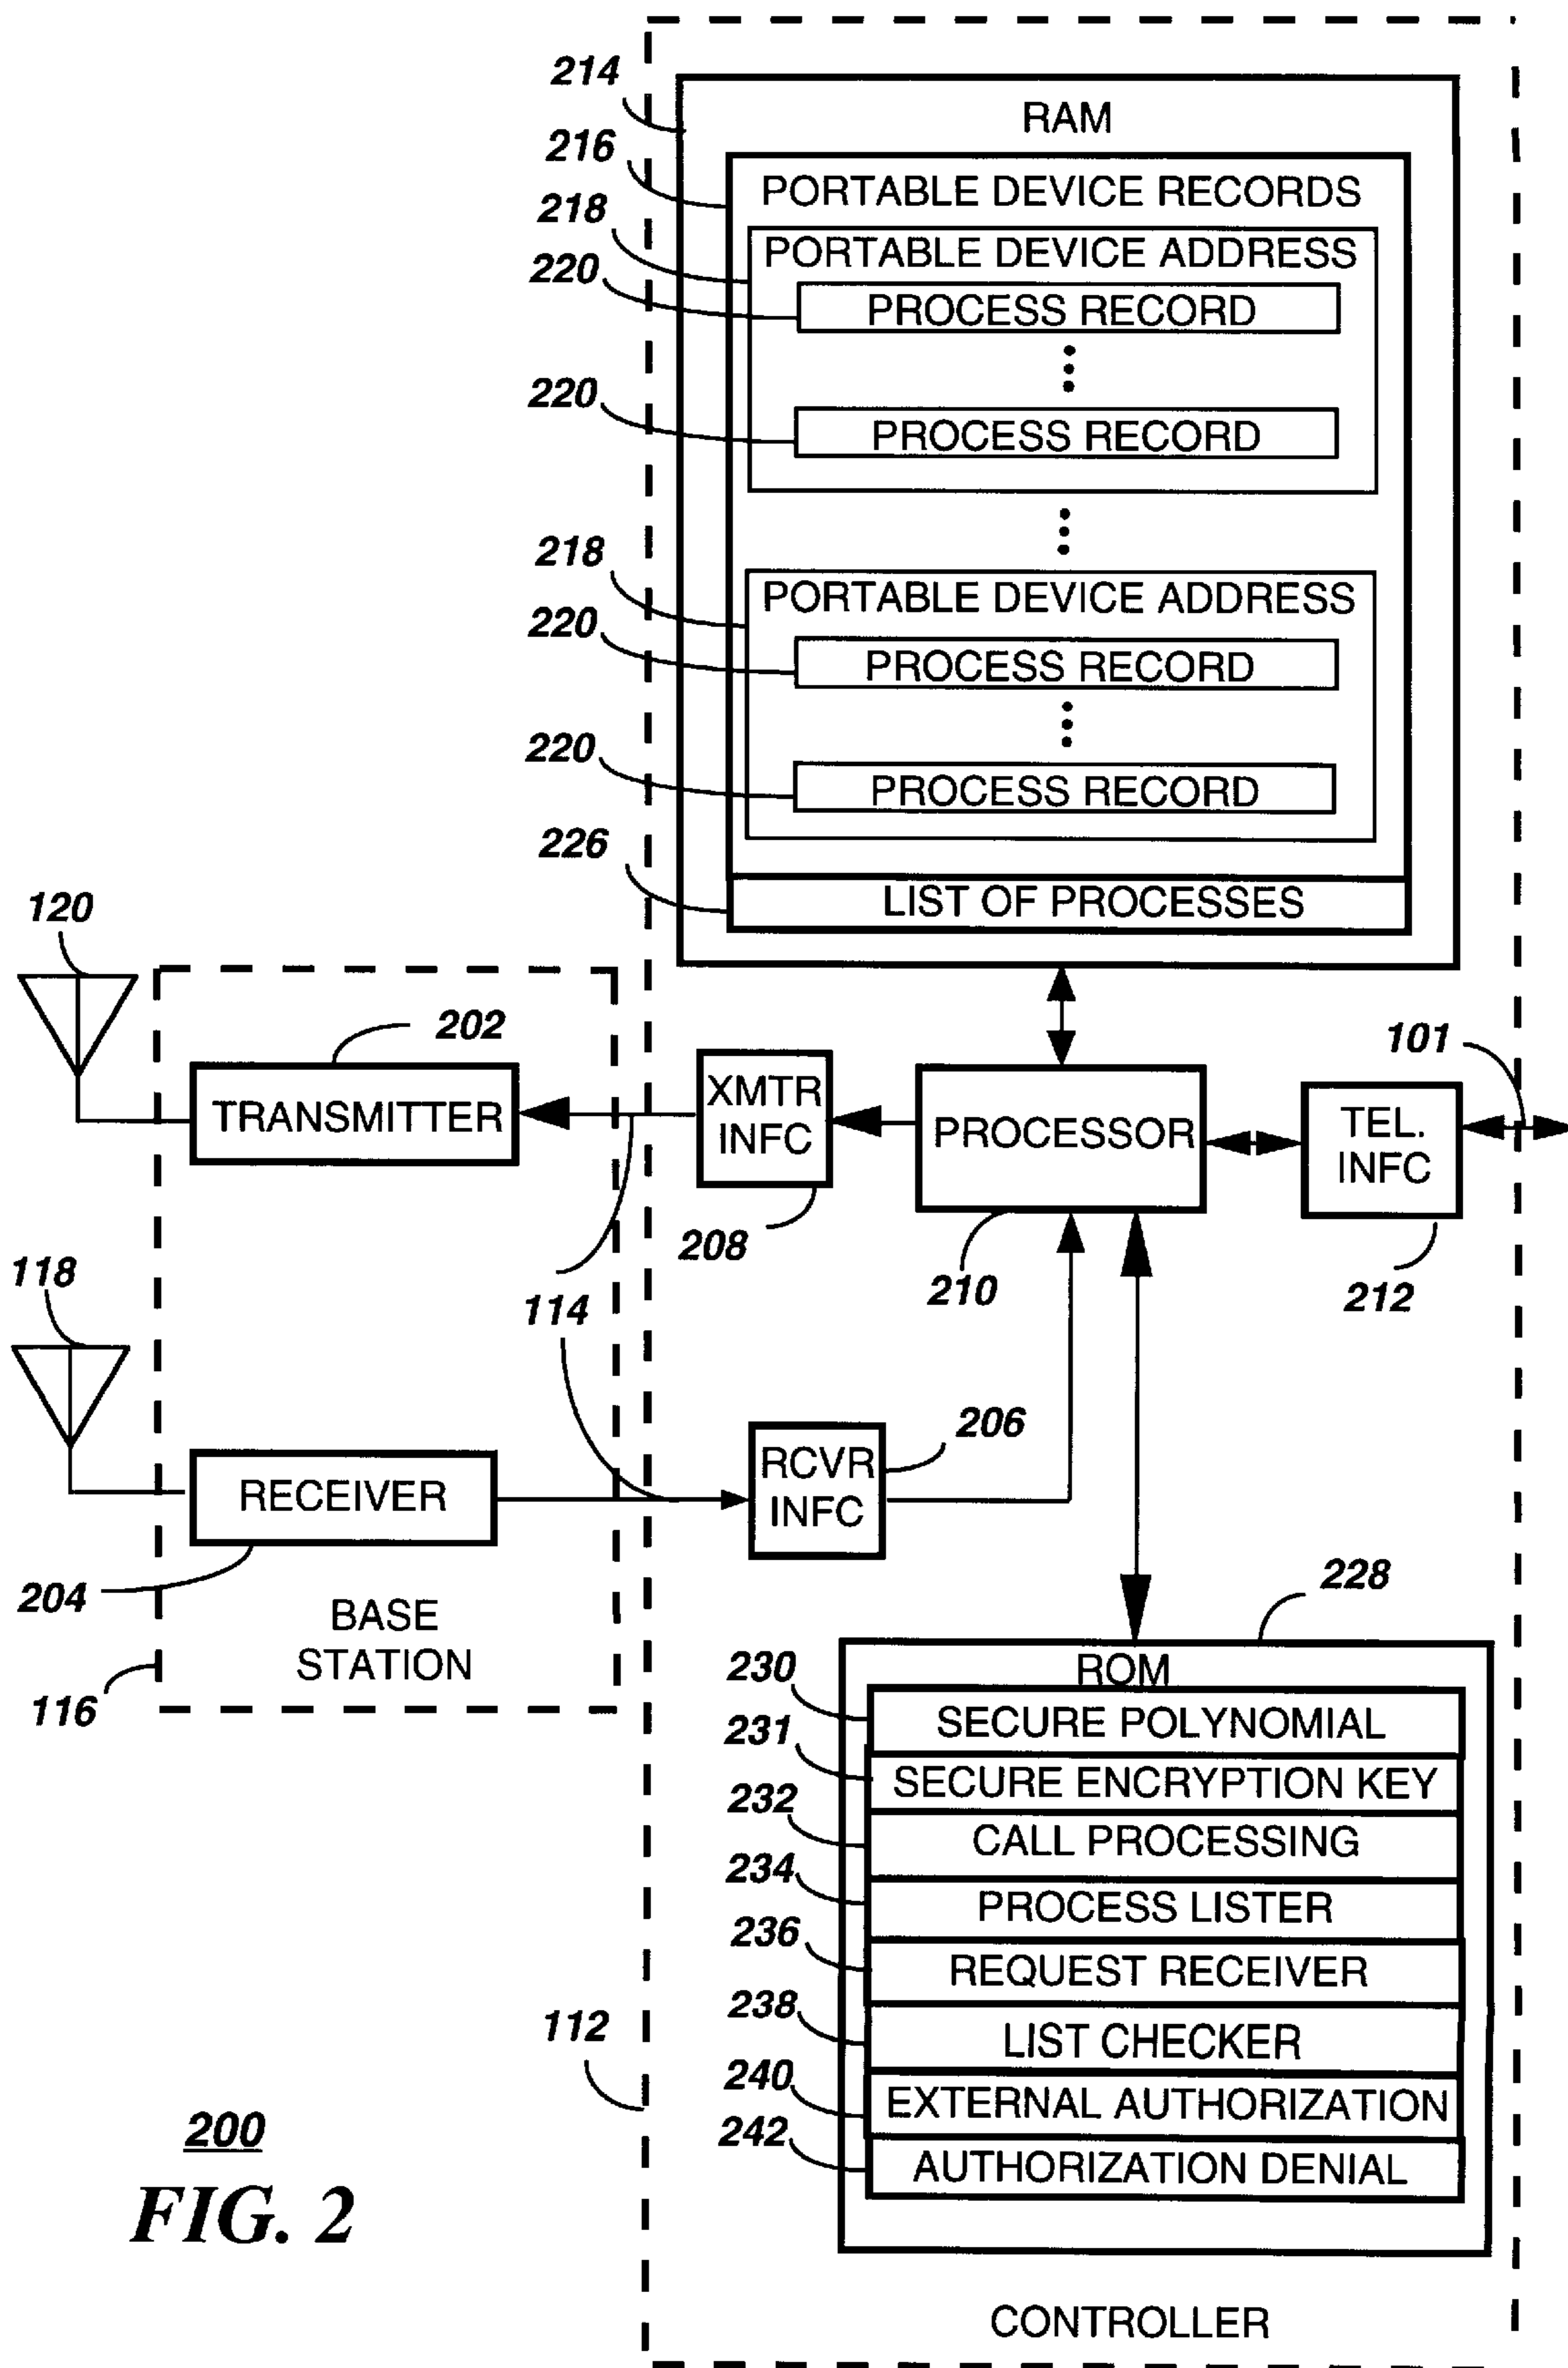 214
RAM
216
PORTABLE DEVICE RECORDS
218
PORTABLE DEVICE ADDRESS
220
PROCESS RECORD
220
PROCESS RECORD
218
PORTABLE DEVICE ADDRESS
220
PROCESS RECORD
220
PROCESS RECORD
226
LIST OF PROCESSES
120
202
TRANSMITTER
XMTR
INFC
208
PROCESSOR
210
101
TEL.
INFC
212
118
114
RECEIVER
204
RCVR
INFC
206
BASE
STATION
116
228
ROM
230
SECURE POLYNOMIAL
231
SECURE ENCRYPTION KEY
232
CALL PROCESSING
234
PROCESS LISTER
236
REQUEST RECEIVER
238
LIST CHECKER
240
EXTERNAL AUTHORIZATION
242
AUTHORIZATION DENIAL
112
CONTROLLER
200
FIG. 2